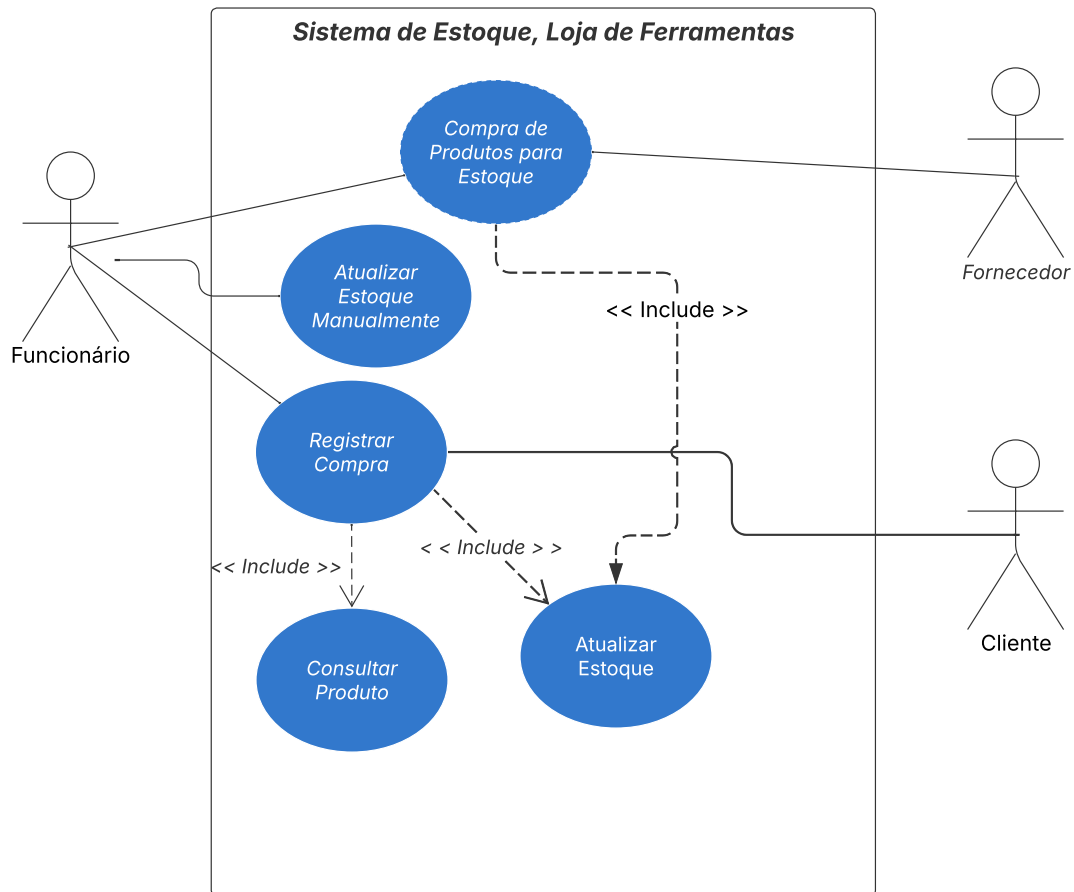 Sistema de Estoque, Loja de Ferramentas
Compra de
Produtos para
Estoque
Fornecedor
Atualizar
Estoque
Manualmente
<< Include >>
Funcionário
Registrar
Compra
< < Include > >
<< Include >>
Cliente
Atualizar
Estoque
Consultar
Produto